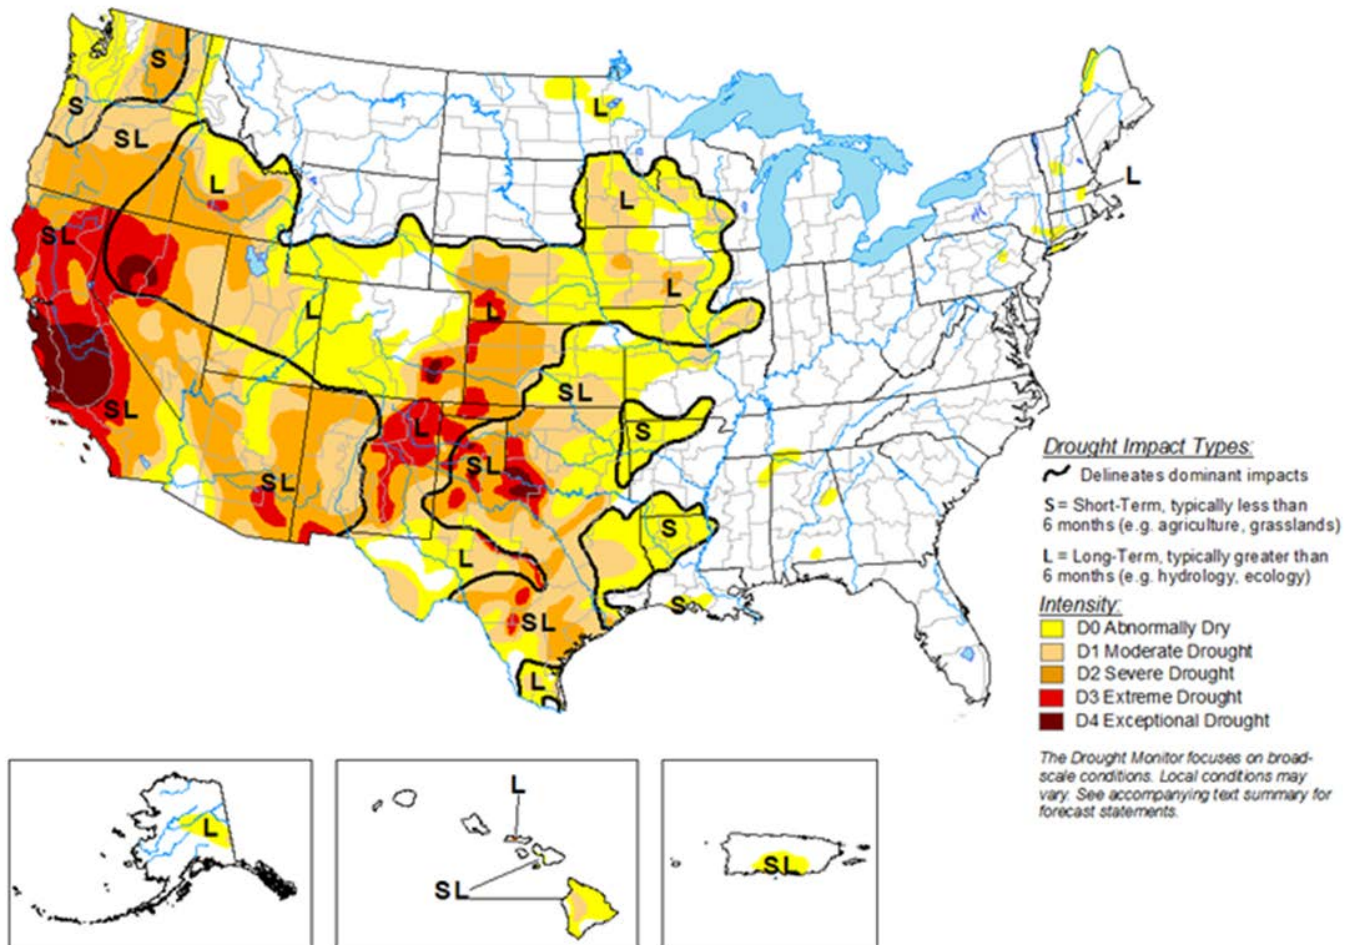 S
S
SL
L
L
L
L
SL
L
L
L
SL
S
L
SL
SL
SL
S
L
SL
S
L
Drought Impact Types:
Delineates dominant impacts
S = Short-Term, typically less than
6 months (e.g. agriculture, grasslands)
L = Long-Term, typically greater than
6 months (e.g. hydrology, ecology)
Intensity:
D0 Abnormally Dry
D1 Moderate Drought
D2 Severe Drought
D3 Extreme Drought
D4 Exceptional Drought
The Drought Monitor focuses on broad-
scale conditions. Local conditions may
vary. See accompanying text summary for
forecast statements.
L
L
SL
SL